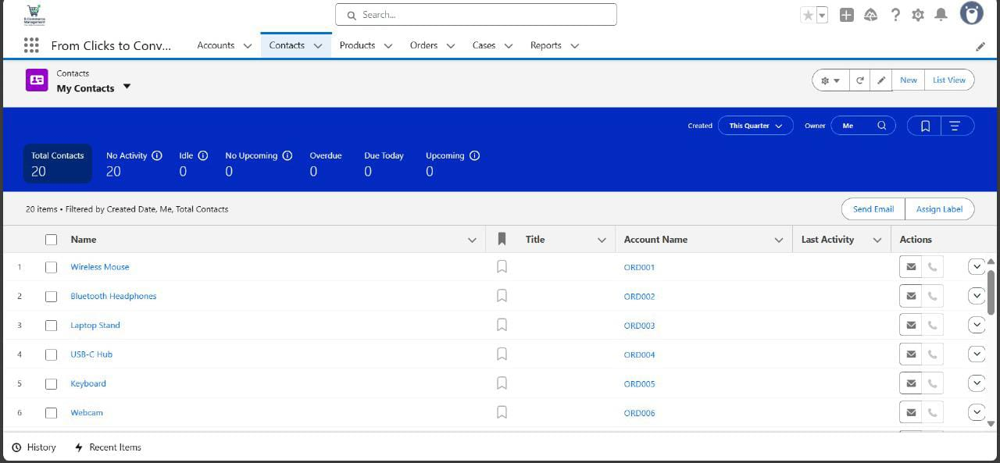 E-Commerce
Management
Search...
From Clicks to Conv...
Accounts
Contacts
Products
Orders
Cases
Reports
Contacts
My Contacts
New
List View
Created
This Quarter
Owner
Me
Total Contacts
20
No Activity
20
Idle
0
No Upcoming
0
Overdue
0
Due Today
0
Upcoming
0
20 items • Filtered by Created Date, Me, Total Contacts
Send Email
Assign Label
Name Title Account Name Last Activity Actions
1 Wireless Mouse ORD001
2 Bluetooth Headphones ORD002
3 Laptop Stand ORD003
4 USB-C Hub ORD004
5 Keyboard ORD005
6 Webcam ORD006
History
Recent Items